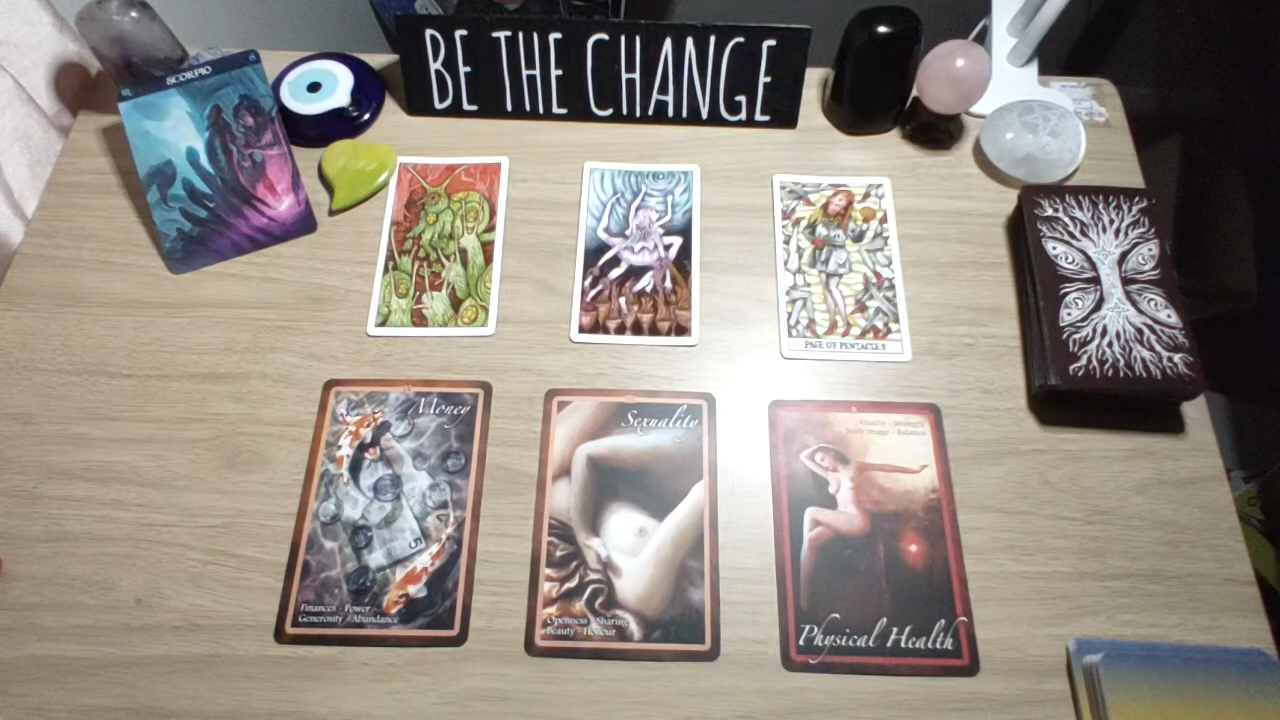 SCORPIO
BE THE CHANGE
PAGE OF PENTACLES
Money
5
Finances - Power
Generosity - Abundance
Sexuality
Openness - Sharing
Beauty - Honour
Vitality - Strength
Body Image - Balance
Physical Health